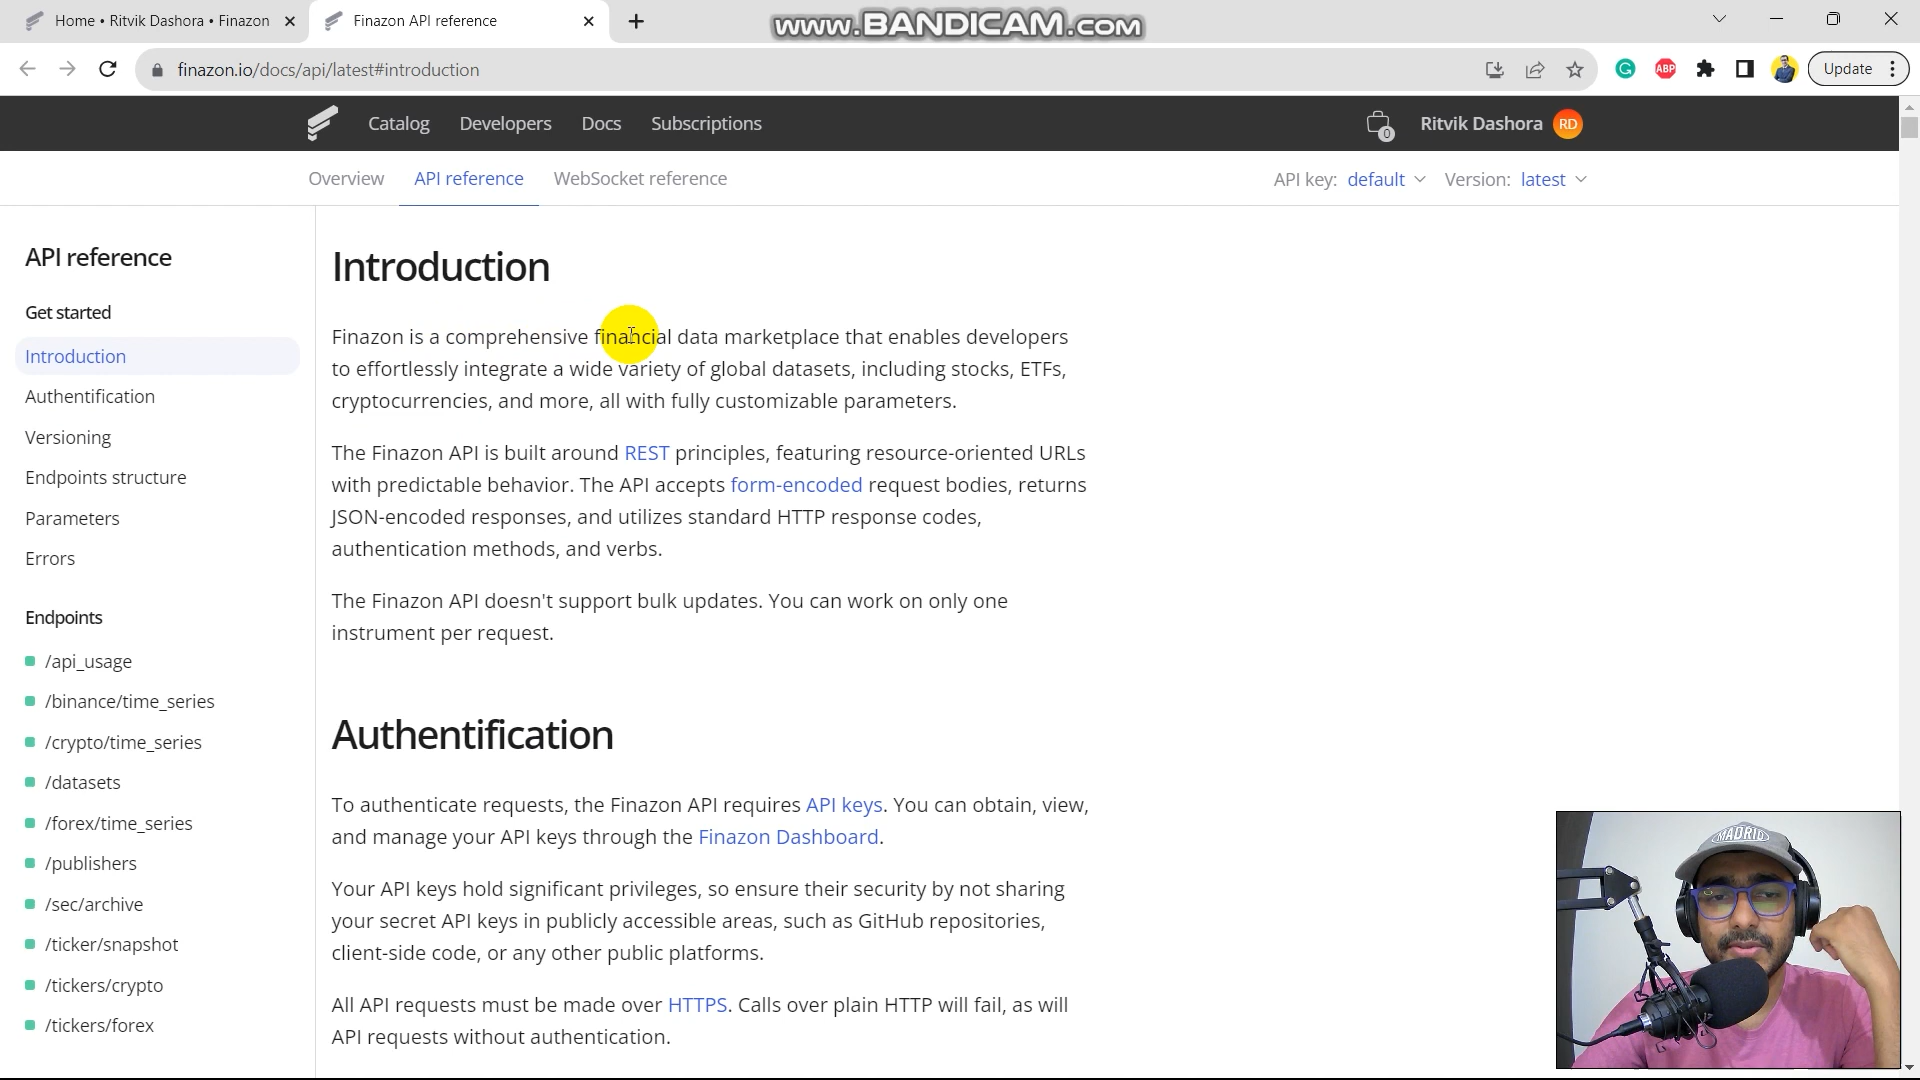 Home • Ritvik Dashora • Finazon
Finazon API reference
www.BANDICAM.com
finazon.io/docs/api/latest#introduction
ABP
Update
Catalog
Developers
Docs
Subscriptions
0
Ritvik Dashora
RD
Overview
API reference
WebSocket reference
API key: default
Version: latest
API reference
Get started
Introduction
Authentification
Versioning
Endpoints structure
Parameters
Errors
Endpoints
/api_usage
/binance/time_series
/crypto/time_series
/datasets
/forex/time_series
/publishers
/sec/archive
/ticker/snapshot
/tickers/crypto
/tickers/forex
Introduction
Finazon is a comprehensive financial data marketplace that enables developers
to effortlessly integrate a wide variety of global datasets, including stocks, ETFs,
cryptocurrencies, and more, all with fully customizable parameters.
The Finazon API is built around REST principles, featuring resource-oriented URLs
with predictable behavior. The API accepts form-encoded request bodies, returns
JSON-encoded responses, and utilizes standard HTTP response codes,
authentication methods, and verbs.
The Finazon API doesn't support bulk updates. You can work on only one
instrument per request.
Authentification
To authenticate requests, the Finazon API requires API keys. You can obtain, view,
and manage your API keys through the Finazon Dashboard.
Your API keys hold significant privileges, so ensure their security by not sharing
your secret API keys in publicly accessible areas, such as GitHub repositories,
client-side code, or any other public platforms.
All API requests must be made over HTTPS. Calls over plain HTTP will fail, as will
API requests without authentication.
MADRID